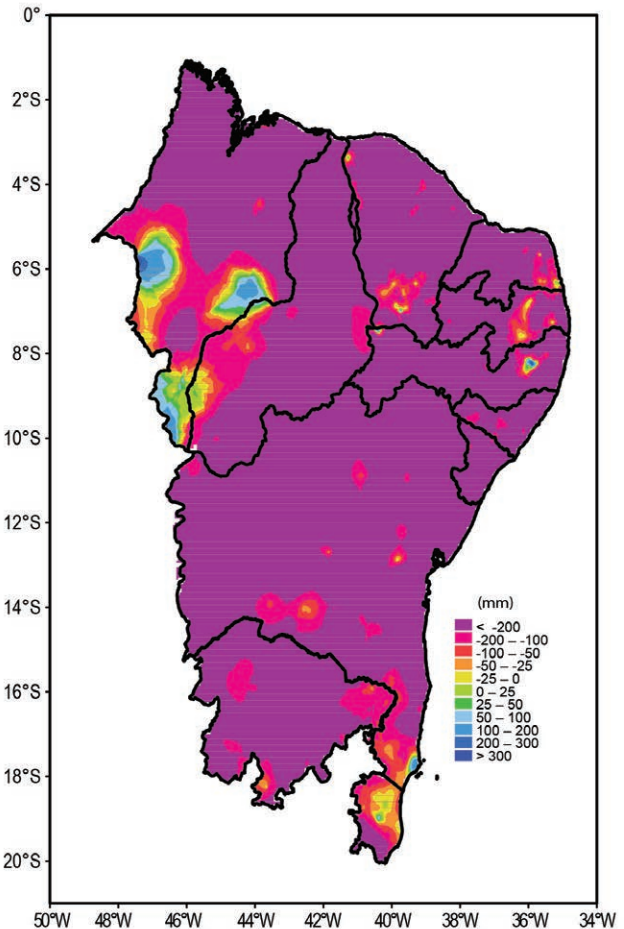 0°
2°S
4°S
6°S
8°S
10°S
12°S
14°S
16°S
18°S
20°S
(mm)
< -200
-200 – -100
-100 – -50
-50 – -25
-25 – 0
0 – 25
25 – 50
50 – 100
100 – 200
200 – 300
> 300
50°W 48°W 46°W 44°W 42°W 40°W 38°W 36°W 34°W